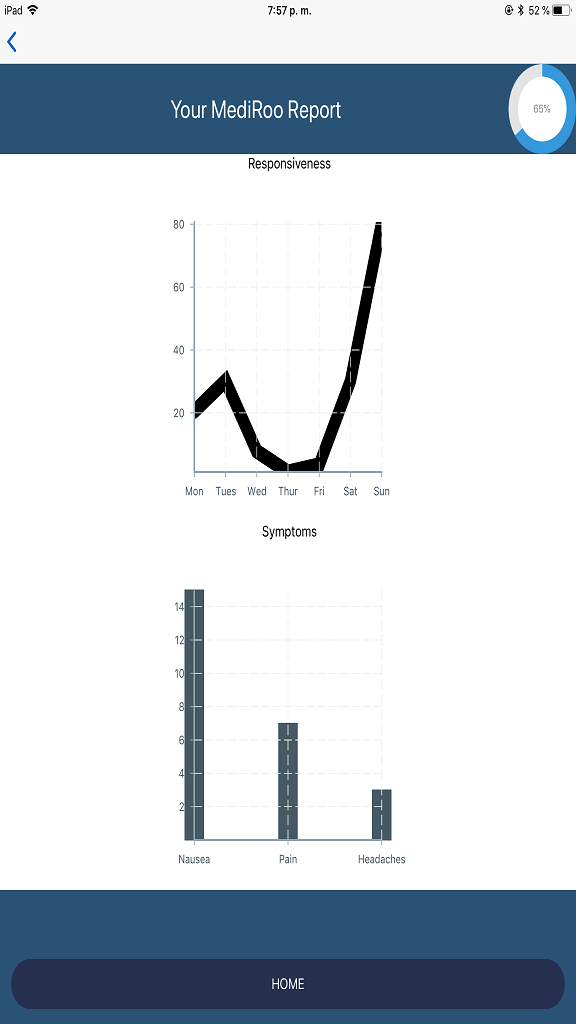 iPad 7:57 p. m. 52 %
Your MediRoo Report
65%
Responsiveness
80
60
40
20
Mon Tues Wed Thur Fri Sat Sun
Symptoms
14
12
10
8
6
4
2
Nausea Pain Headaches
HOME